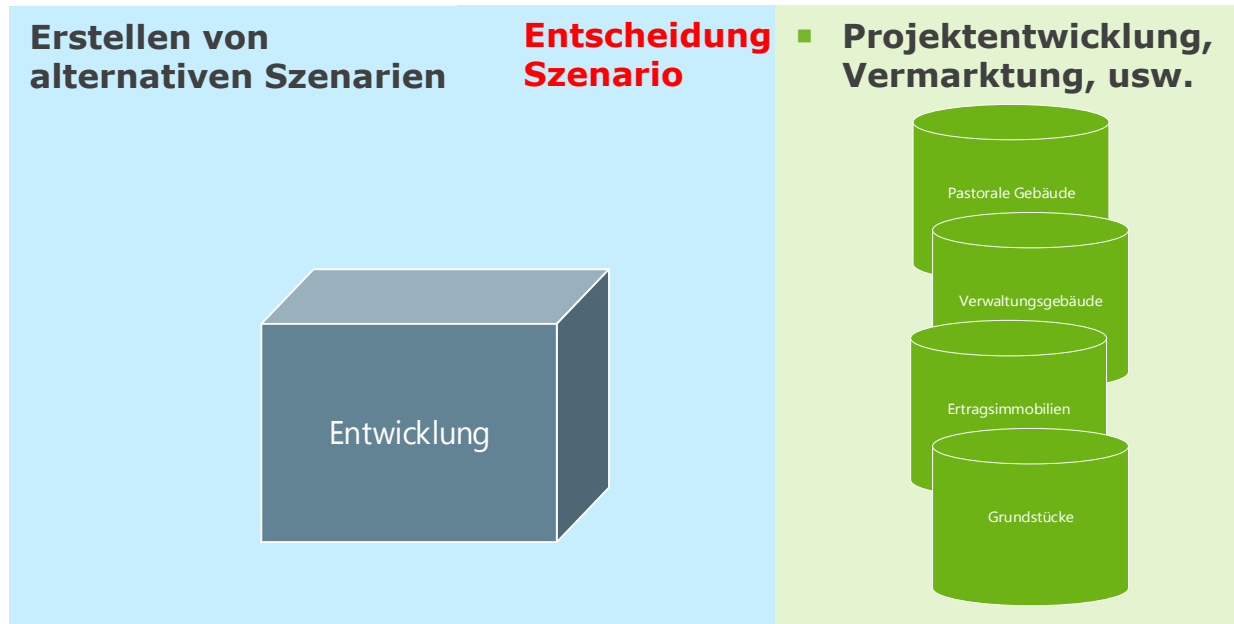 Erstellen von
alternativen Szenarien
Entscheidung
Szenario
▪ Projektentwicklung,
Vermarktung, usw.
Entwicklung
Pastorale Gebäude
Verwaltungsgebäude
Ertragsimmobilien
Grundstücke